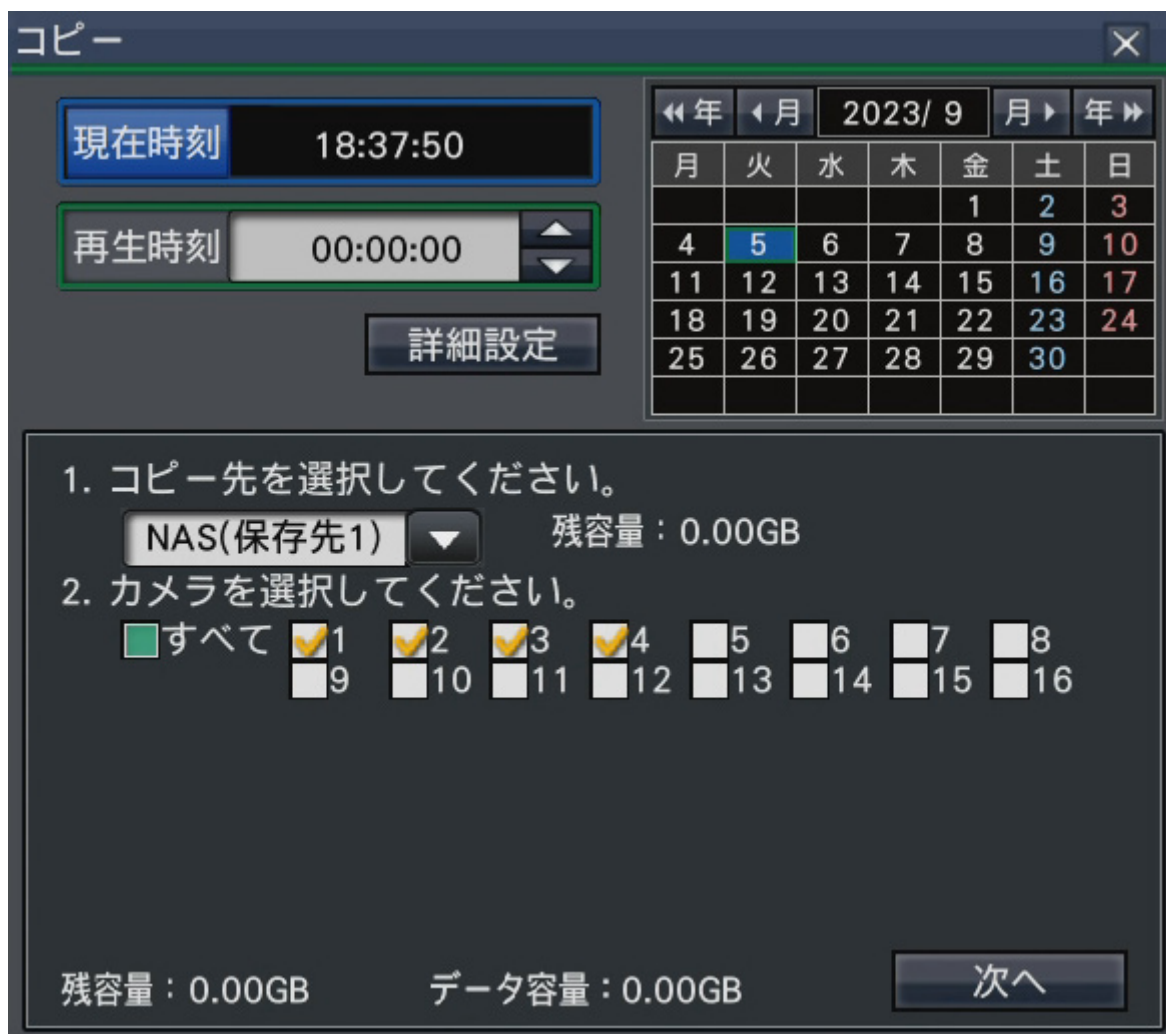 コピー
現在時刻 18:37:50
再生時刻 00:00:00
詳細設定
年 月 2023/ 9 月 年
月 火 水 木 金 土 日
1 2 3
4 5 6 7 8 9 10
11 12 13 14 15 16 17
18 19 20 21 22 23 24
25 26 27 28 29 30
1. コピー先を選択してください。
NAS(保存先1) 残容量：0.00GB
2. カメラを選択してください。
すべて 1 2 3 4 5 6 7 8
9 10 11 12 13 14 15 16
残容量：0.00GB データ容量：0.00GB 次へ